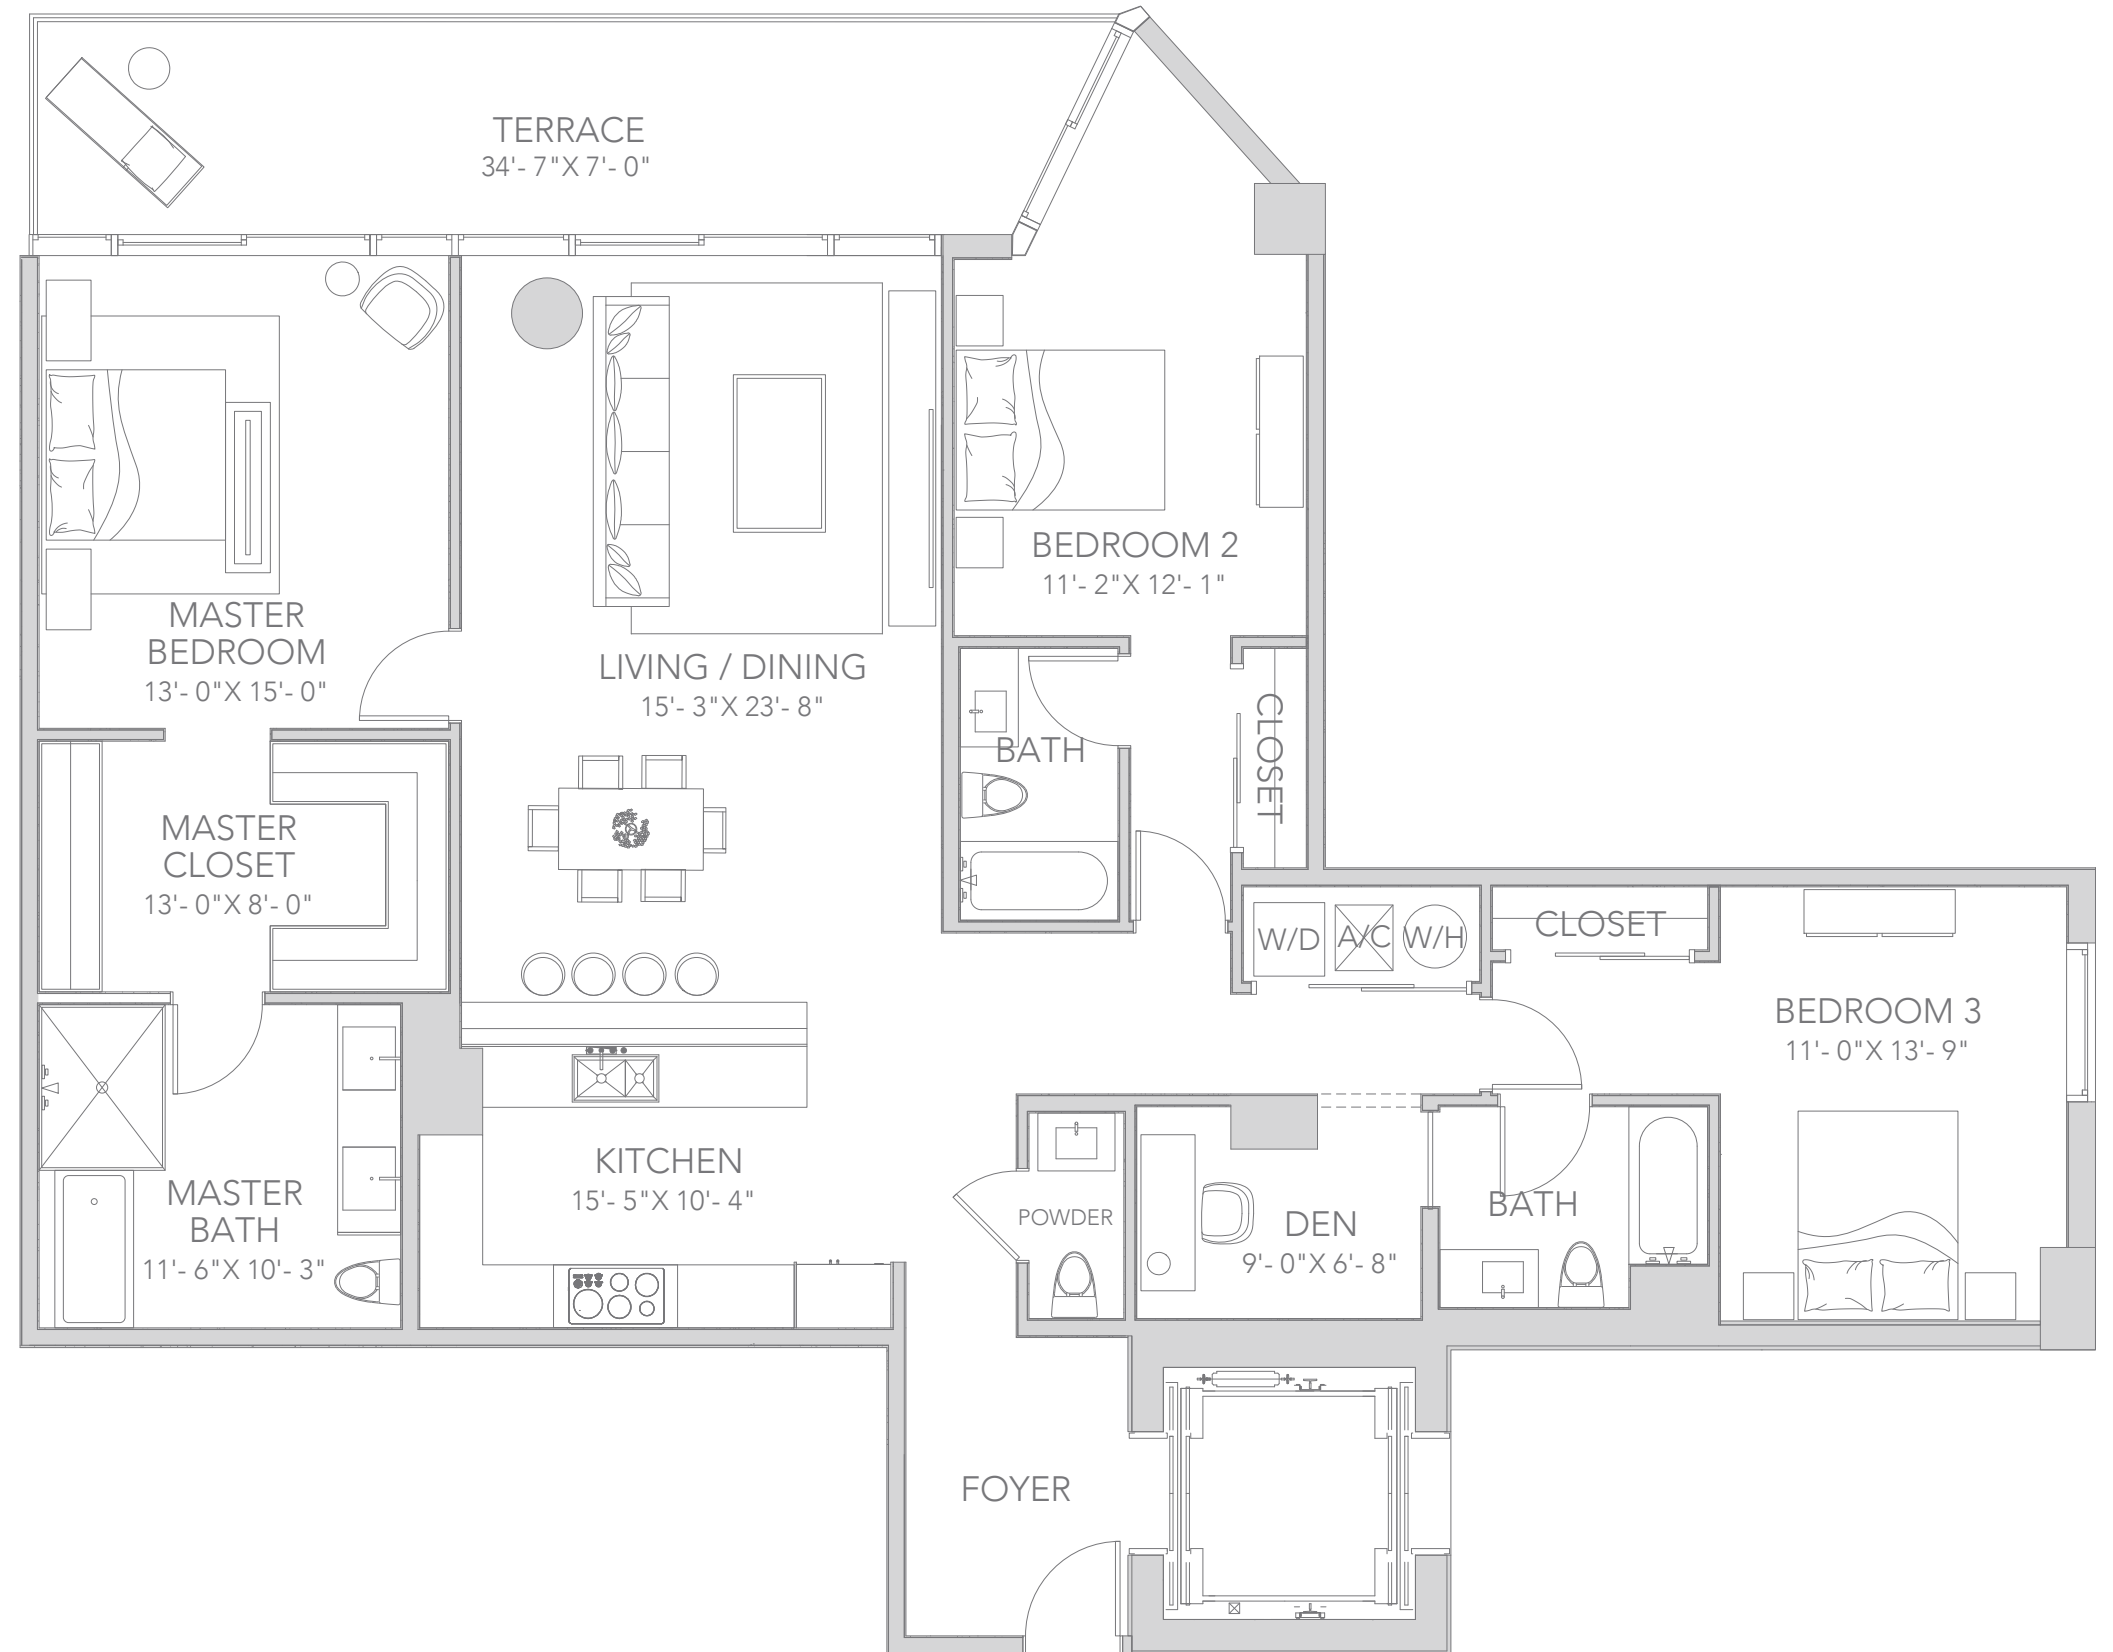 TERRACE
34'- 7"X 7'- 0"
BEDROOM 2
11'- 2"X 12'- 1"
MASTER
BEDROOM
13'- 0"X 15'- 0"
LIVING / DINING
15'- 3"X 23'- 8"
BATH
CLOSET
MASTER
CLOSET
13'- 0"X 8'- 0"
W/D
A/C
W/H
CLOSET
BEDROOM 3
11'- 0"X 13'- 9"
KITCHEN
15'- 5"X 10'- 4"
MASTER
BATH
11'- 6"X 10'- 3"
POWDER
DEN
9'- 0"X 6'- 8"
BATH
FOYER